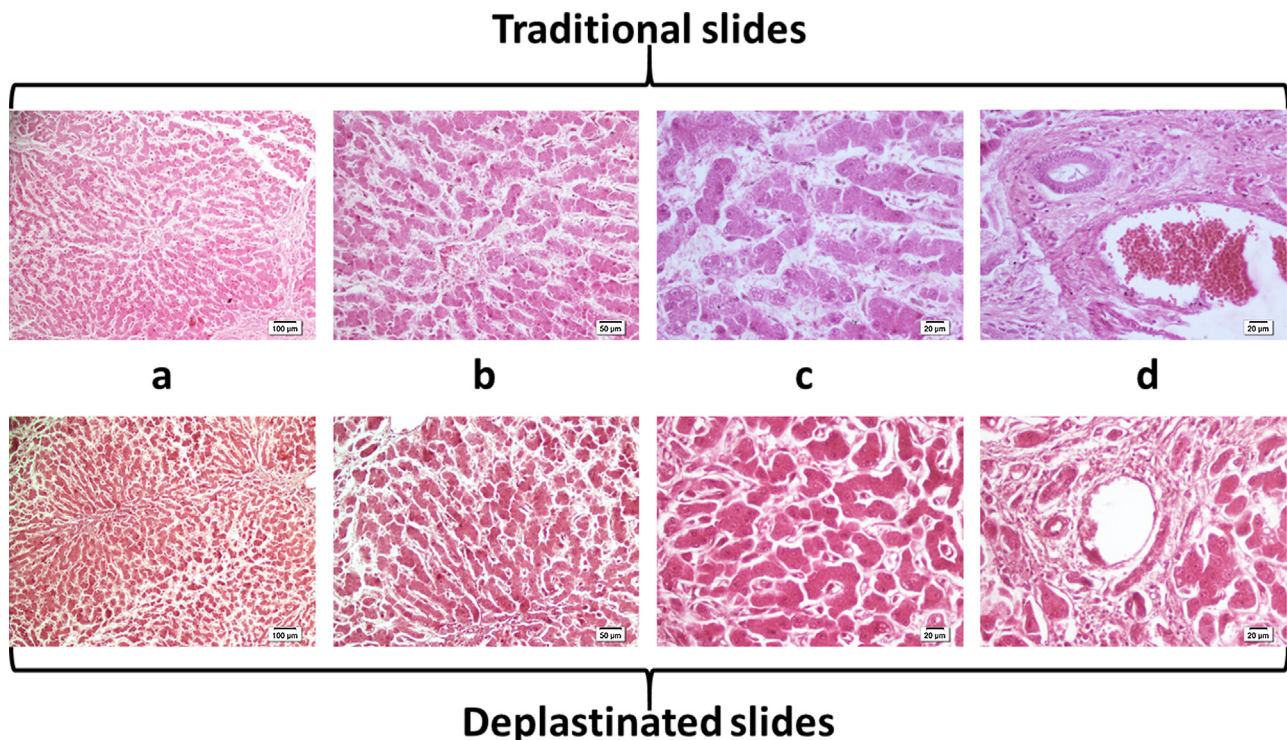 Traditional slides
100 µm
50 µm
20 µm
20 µm
a
b
c
d
100 µm
50 µm
20 µm
20 µm
Deplastinated slides